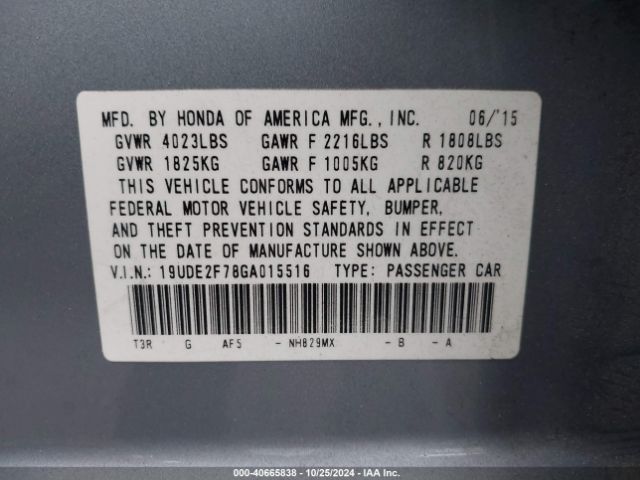 MFD. BY HONDA OF AMERICA MFG., INC. 06/'15
GVWR 4023LBS GAWR F 2216LBS R 1808LBS
GVWR 1825KG GAWR F 1005KG R 820KG
THIS VEHICLE CONFORMS TO ALL APPLICABLE
FEDERAL MOTOR VEHICLE SAFETY, BUMPER,
AND THEFT PREVENTION STANDARDS IN EFFECT
ON THE DATE OF MANUFACTURE SHOWN ABOVE.
V.I.N.: 19UDE2F78GA015516 TYPE: PASSENGER CAR
T3R G AF5 - NH829MX - B - A
000-40665838 - 10/25/2024 - IAA Inc.